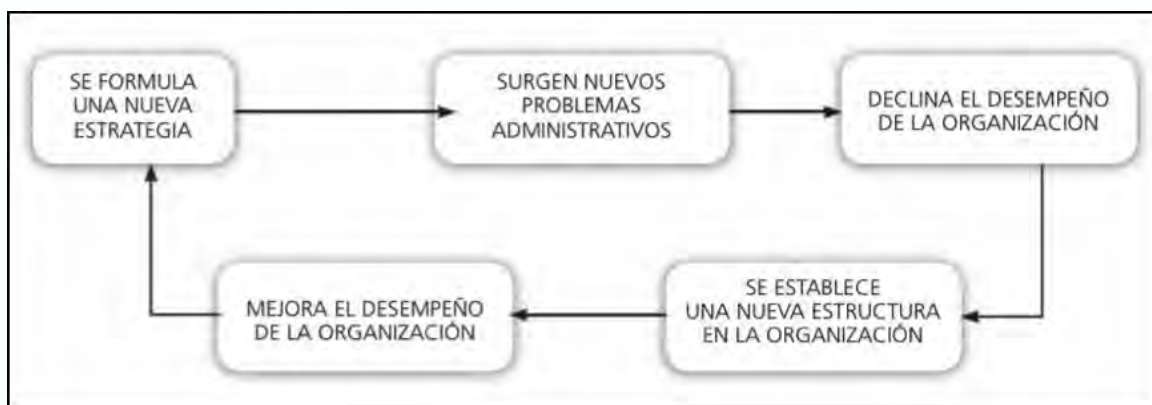 SE FORMULA
UNA NUEVA
ESTRATEGIA
SURGEN NUEVOS
PROBLEMAS
ADMINISTRATIVOS
DECLINA EL DESEMPEÑO
DE LA ORGANIZACIÓN
SE ESTABLECE
UNA NUEVA ESTRUCTURA
EN LA ORGANIZACIÓN
MEJORA EL DESEMPEÑO
DE LA ORGANIZACIÓN